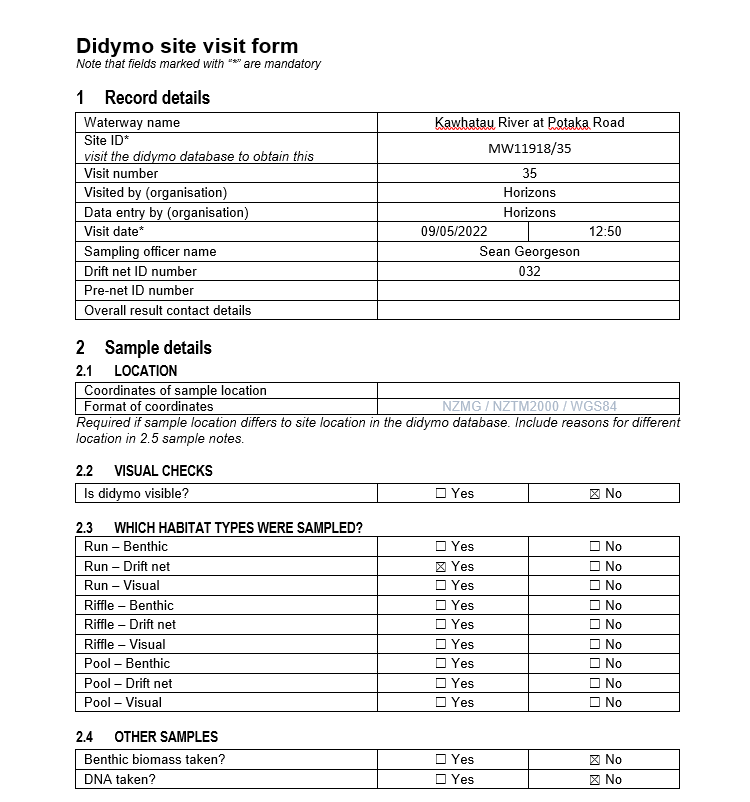 Didymo site visit form
Note that fields marked with “*” are mandatory
1 Record details
Waterway name Kawhatau River at Potaka Road
Site ID*
visit the didymo database to obtain this MW11918/35
Visit number 35
Visited by (organisation) Horizons
Data entry by (organisation) Horizons
Visit date* 09/05/2022 12:50
Sampling officer name Sean Georgeson
Drift net ID number 032
Pre-net ID number
Overall result contact details
2 Sample details
2.1 LOCATION
Coordinates of sample location
Format of coordinates NZMG / NZTM2000 / WGS84
Required if sample location differs to site location in the didymo database. Include reasons for different
location in 2.5 sample notes.
2.2 VISUAL CHECKS
Is didymo visible? ☐ Yes ☒ No
2.3 WHICH HABITAT TYPES WERE SAMPLED?
Run – Benthic ☐ Yes ☐ No
Run – Drift net ☒ Yes ☐ No
Run – Visual ☐ Yes ☐ No
Riffle – Benthic ☐ Yes ☐ No
Riffle – Drift net ☐ Yes ☐ No
Riffle – Visual ☐ Yes ☐ No
Pool – Benthic ☐ Yes ☐ No
Pool – Drift net ☐ Yes ☐ No
Pool – Visual ☐ Yes ☐ No
2.4 OTHER SAMPLES
Benthic biomass taken? ☐ Yes ☒ No
DNA taken? ☐ Yes ☒ No